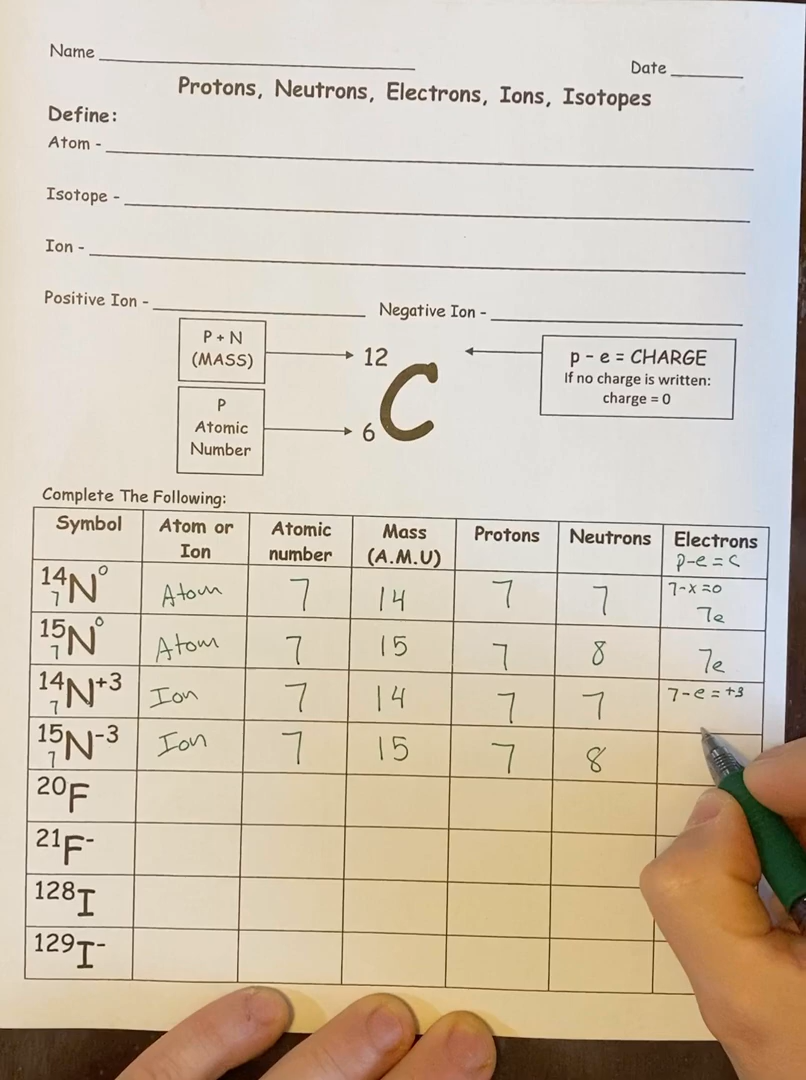 Name
Date
Protons, Neutrons, Electrons, Ions, Isotopes
Define:
Atom -
Isotope -
Ion -
Positive Ion -
Negative Ion -
P + N
(MASS)
12
p - e = CHARGE
If no charge is written:
charge = 0
C
P
Atomic
Number
6
Complete The Following:
Symbol Atom or Ion Atomic number Mass (A.M.U) Protons Neutrons Electrons p-e=c
14 7 N 0 Atom 7 14 7 7 7-x=0 7e
15 7 N 0 Atom 7 15 7 8 7e
14 7 N +3 Ion 7 14 7 7 7-e=+3
15 7 N -3 Ion 7 15 7 8
20 F
21 F-
128 I
129 I-